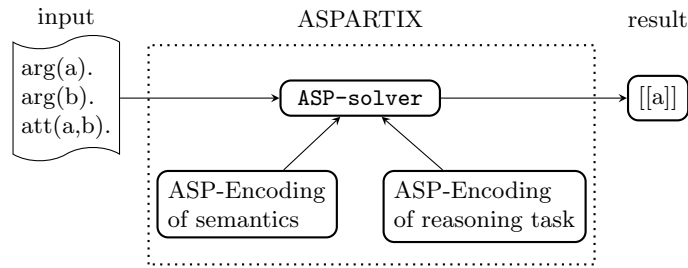 input
ASPARTIX
result
arg(a).
arg(b).
att(a,b).
ASP-solver
[[a]]
ASP-Encoding
of semantics
ASP-Encoding
of reasoning task